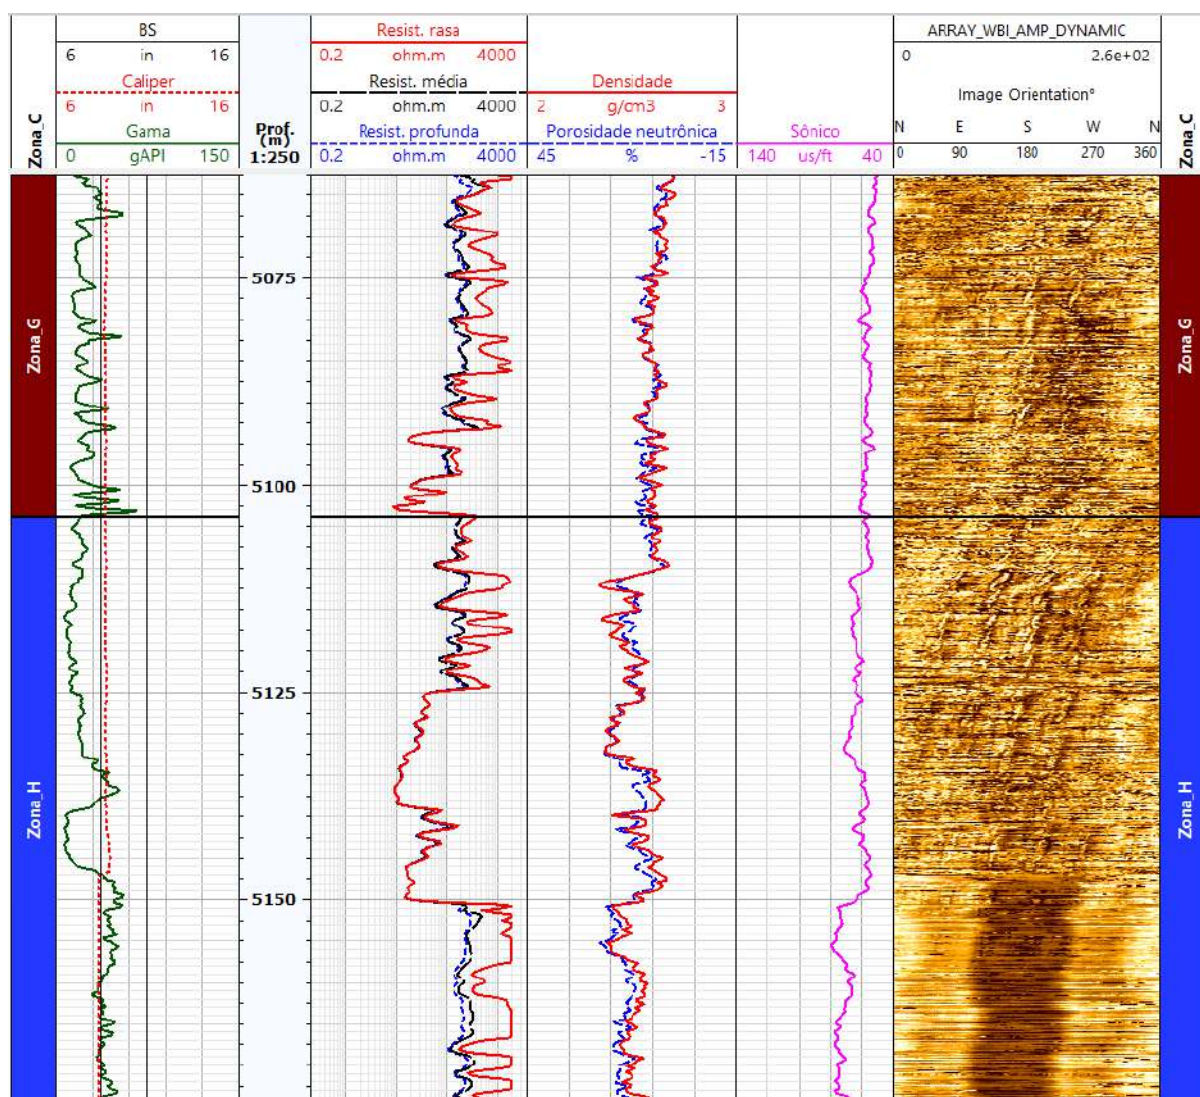 BS
6 in 16
Caliper
6 in 16
Gama
0 gAPI 150
Zona_C
Prof.
(m)
1:250
Resist. rasa
0.2 ohm.m 4000
Resist. média
0.2 ohm.m 4000
Resist. profunda
0.2 ohm.m 4000
Densidade
2 g/cm3 3
Porosidade neutrônica
45 % -15
Sônico
140 us/ft 40
ARRAY_WBI_AMP_DYNAMIC
0 2.6e+02
Image Orientation°
N E S W N
0 90 180 270 360
Zona_C
Zona_G
Zona_H
5075
5100
5125
5150
Zona_G
Zona_H